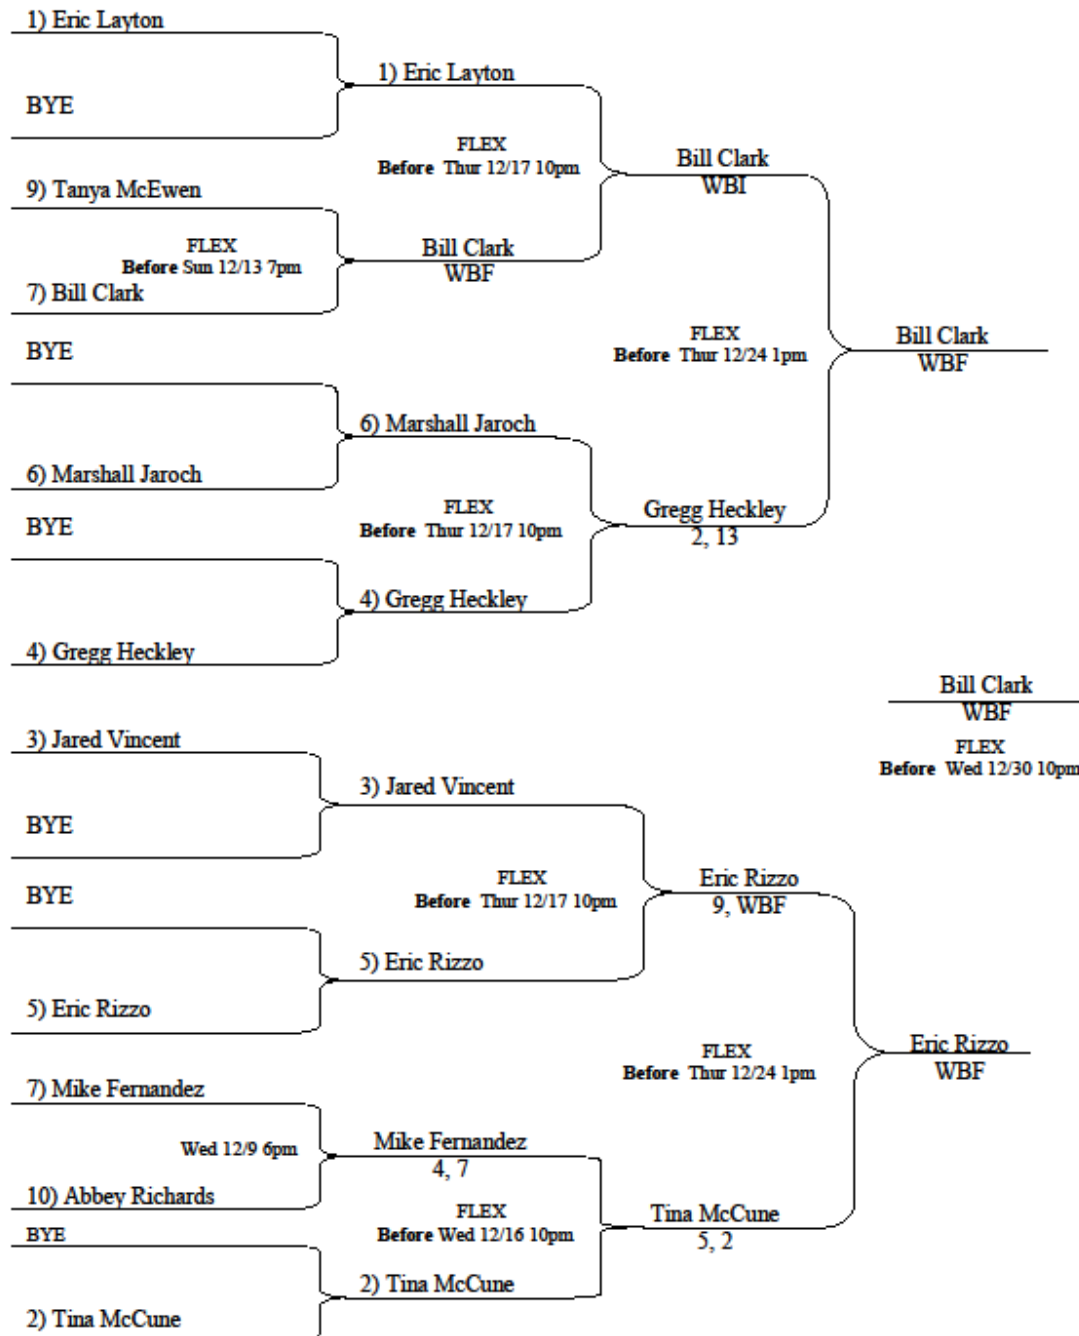 1) Eric Layton
1) Eric Layton
BYE
FLEX
Before Thur 12/17 10pm
Bill Clark
WBI
9) Tanya McEwen
FLEX
Before Sun 12/13 7pm
Bill Clark
WBF
7) Bill Clark
BYE
FLEX
Before Thur 12/24 1pm
Bill Clark
WBF
6) Marshall Jaroch
6) Marshall Jaroch
BYE
FLEX
Before Thur 12/17 10pm
Gregg Heckley
2, 13
4) Gregg Heckley
4) Gregg Heckley
Bill Clark
WBF
FLEX
Before Wed 12/30 10pm
3) Jared Vincent
3) Jared Vincent
BYE
BYE
FLEX
Before Thur 12/17 10pm
Eric Rizzo
9, WBF
5) Eric Rizzo
5) Eric Rizzo
FLEX
Before Thur 12/24 1pm
Eric Rizzo
WBF
7) Mike Fernandez
Wed 12/9 6pm
Mike Fernandez
4, 7
10) Abbey Richards
BYE
FLEX
Before Wed 12/16 10pm
Tina McCune
5, 2
2) Tina McCune
2) Tina McCune